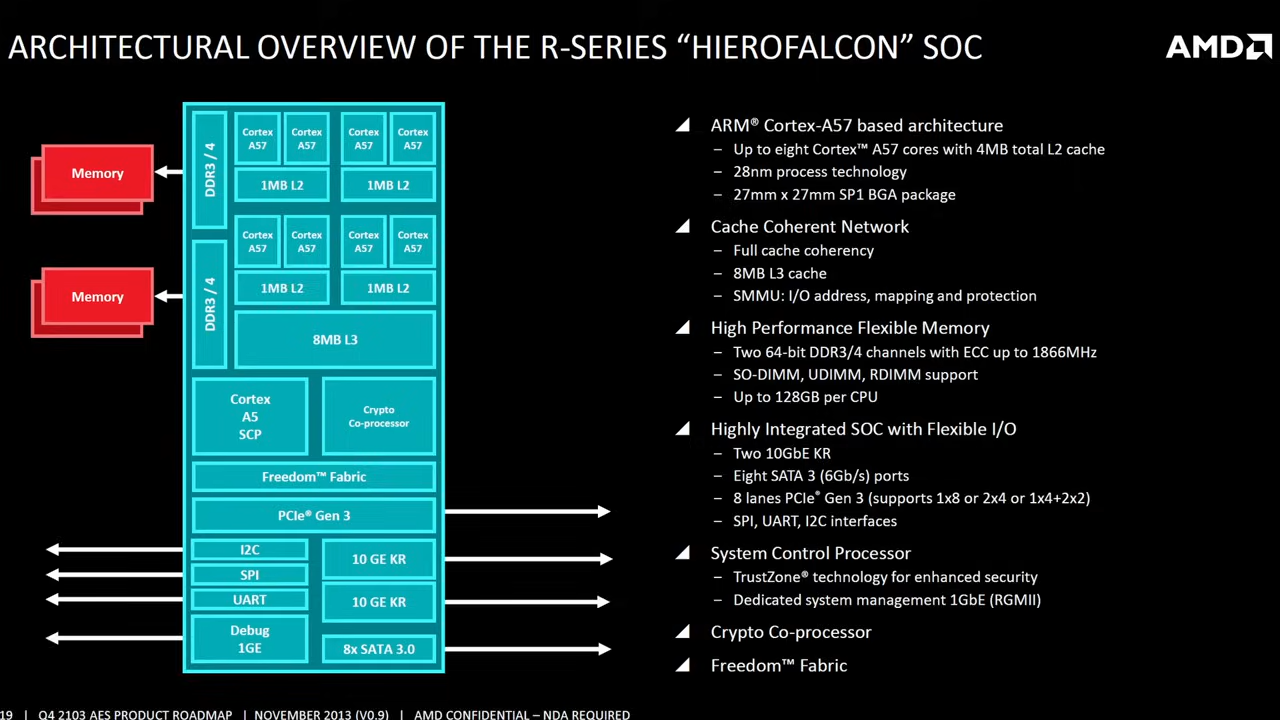 ARCHITECTURAL OVERVIEW OF THE R-SERIES “HIEROFALCON” SOC
AMD
Memory
Memory
DDR3 / 4
DDR3 / 4
Cortex A57
Cortex A57
Cortex A57
Cortex A57
1MB L2
1MB L2
Cortex A57
Cortex A57
Cortex A57
Cortex A57
1MB L2
1MB L2
8MB L3
Cortex
A5
SCP
Crypto
Co-processor
Freedom™ Fabric
PCIe® Gen 3
I2C
SPI
UART
Debug
1GE
10 GE KR
10 GE KR
8x SATA 3.0
ARM® Cortex-A57 based architecture
– Up to eight Cortex™ A57 cores with 4MB total L2 cache
– 28nm process technology
– 27mm x 27mm SP1 BGA package
Cache Coherent Network
– Full cache coherency
– 8MB L3 cache
– SMMU: I/O address, mapping and protection
High Performance Flexible Memory
– Two 64-bit DDR3/4 channels with ECC up to 1866MHz
– SO-DIMM, UDIMM, RDIMM support
– Up to 128GB per CPU
Highly Integrated SOC with Flexible I/O
– Two 10GbE KR
– Eight SATA 3 (6Gb/s) ports
– 8 lanes PCIe® Gen 3 (supports 1x8 or 2x4 or 1x4+2x2)
– SPI, UART, I2C interfaces
System Control Processor
– TrustZone® technology for enhanced security
– Dedicated system management 1GbE (RGMII)
Crypto Co-processor
Freedom™ Fabric
19 | Q4 2103 AES PRODUCT ROADMAP | NOVEMBER 2013 (V0.9) | AMD CONFIDENTIAL – NDA REQUIRED